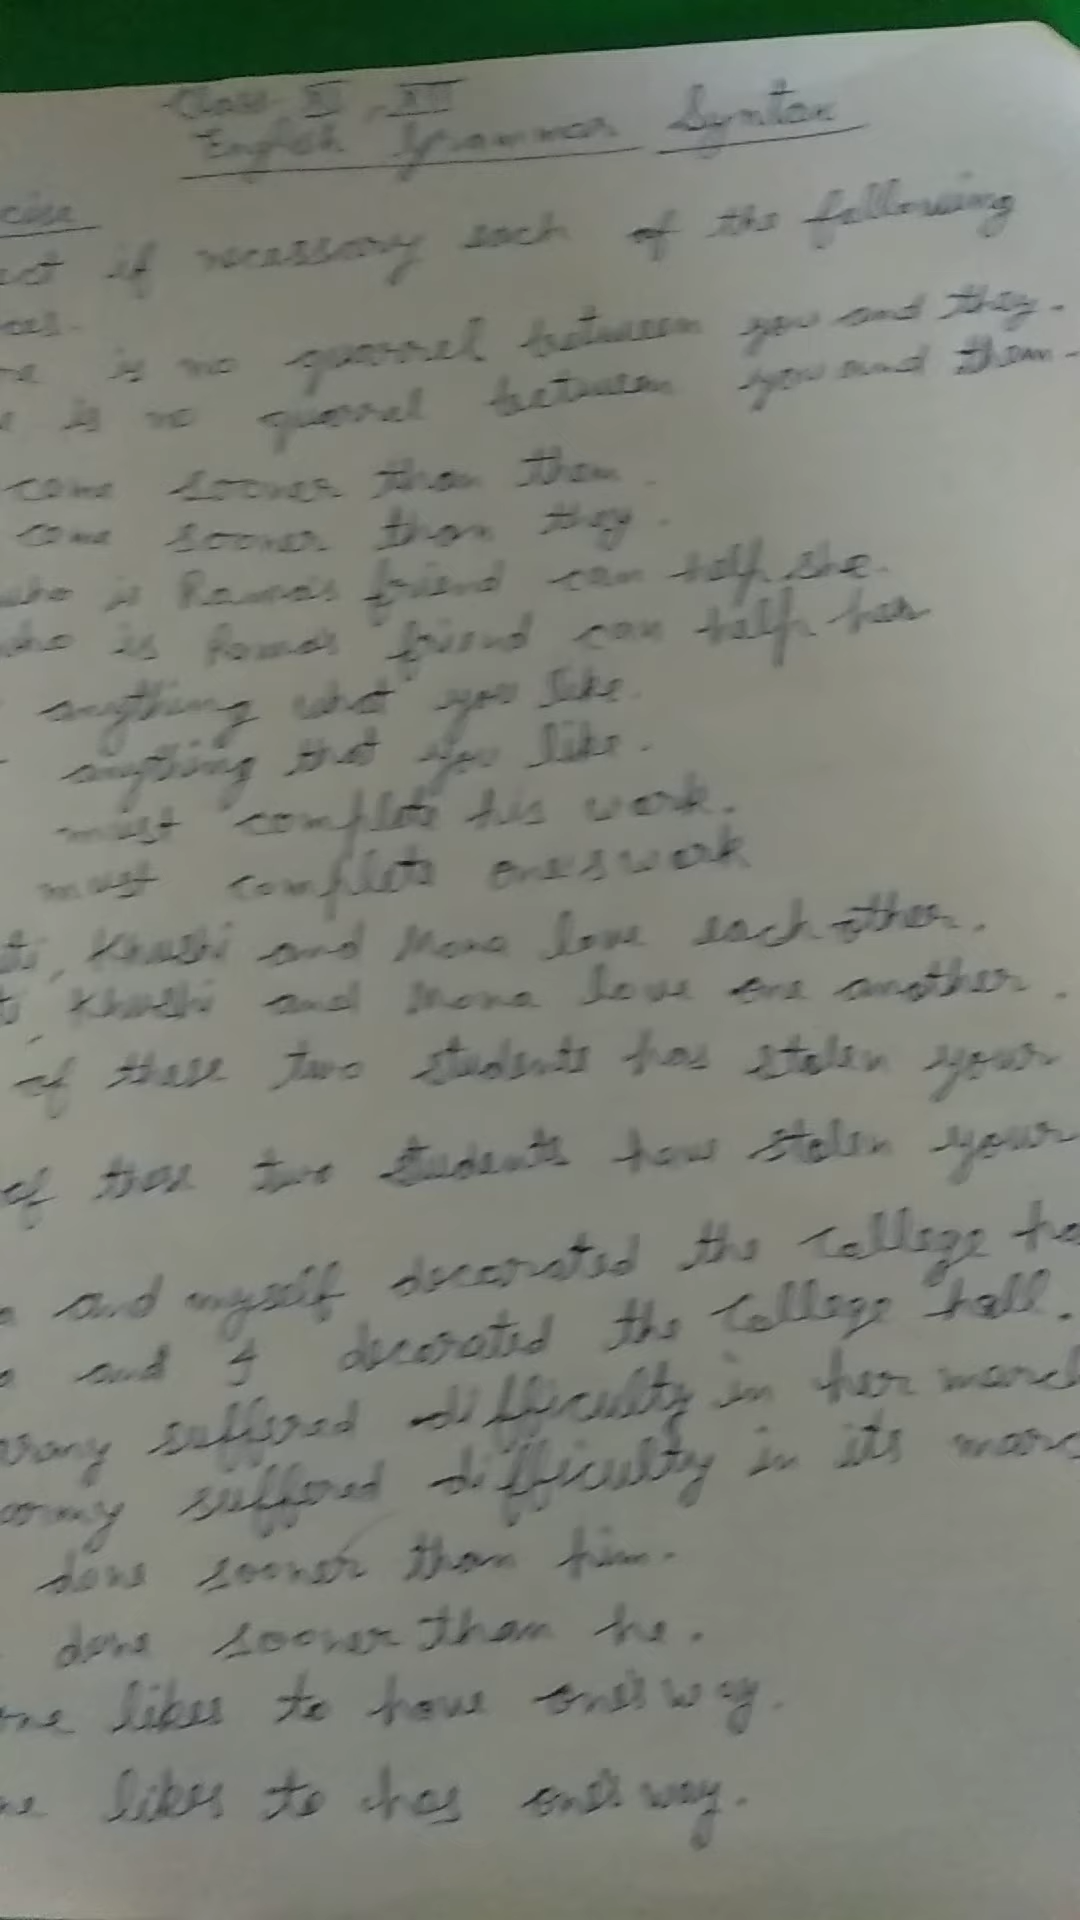 Class XI, XII
English Grammar Syntax
if necessary each of the following
is no quarrel between you and they.
is no quarrel between you and them.
come sooner than them.
come sooner than they.
who is Rama's friend can help she.
who is Rama's friend can help her
anything what you like.
anything that you like.
must complete his work.
must complete one's work
Khushi and Mona love each other.
Khushi and Mona love one another.
of these two students has stolen your
of these two students have stolen your
and myself decorated the College
and I decorated the College hall.
suffered difficulty in her
army suffered difficulty in its
done sooner than him.
done sooner than he.
likes to have one's way.
likes to has one's way.